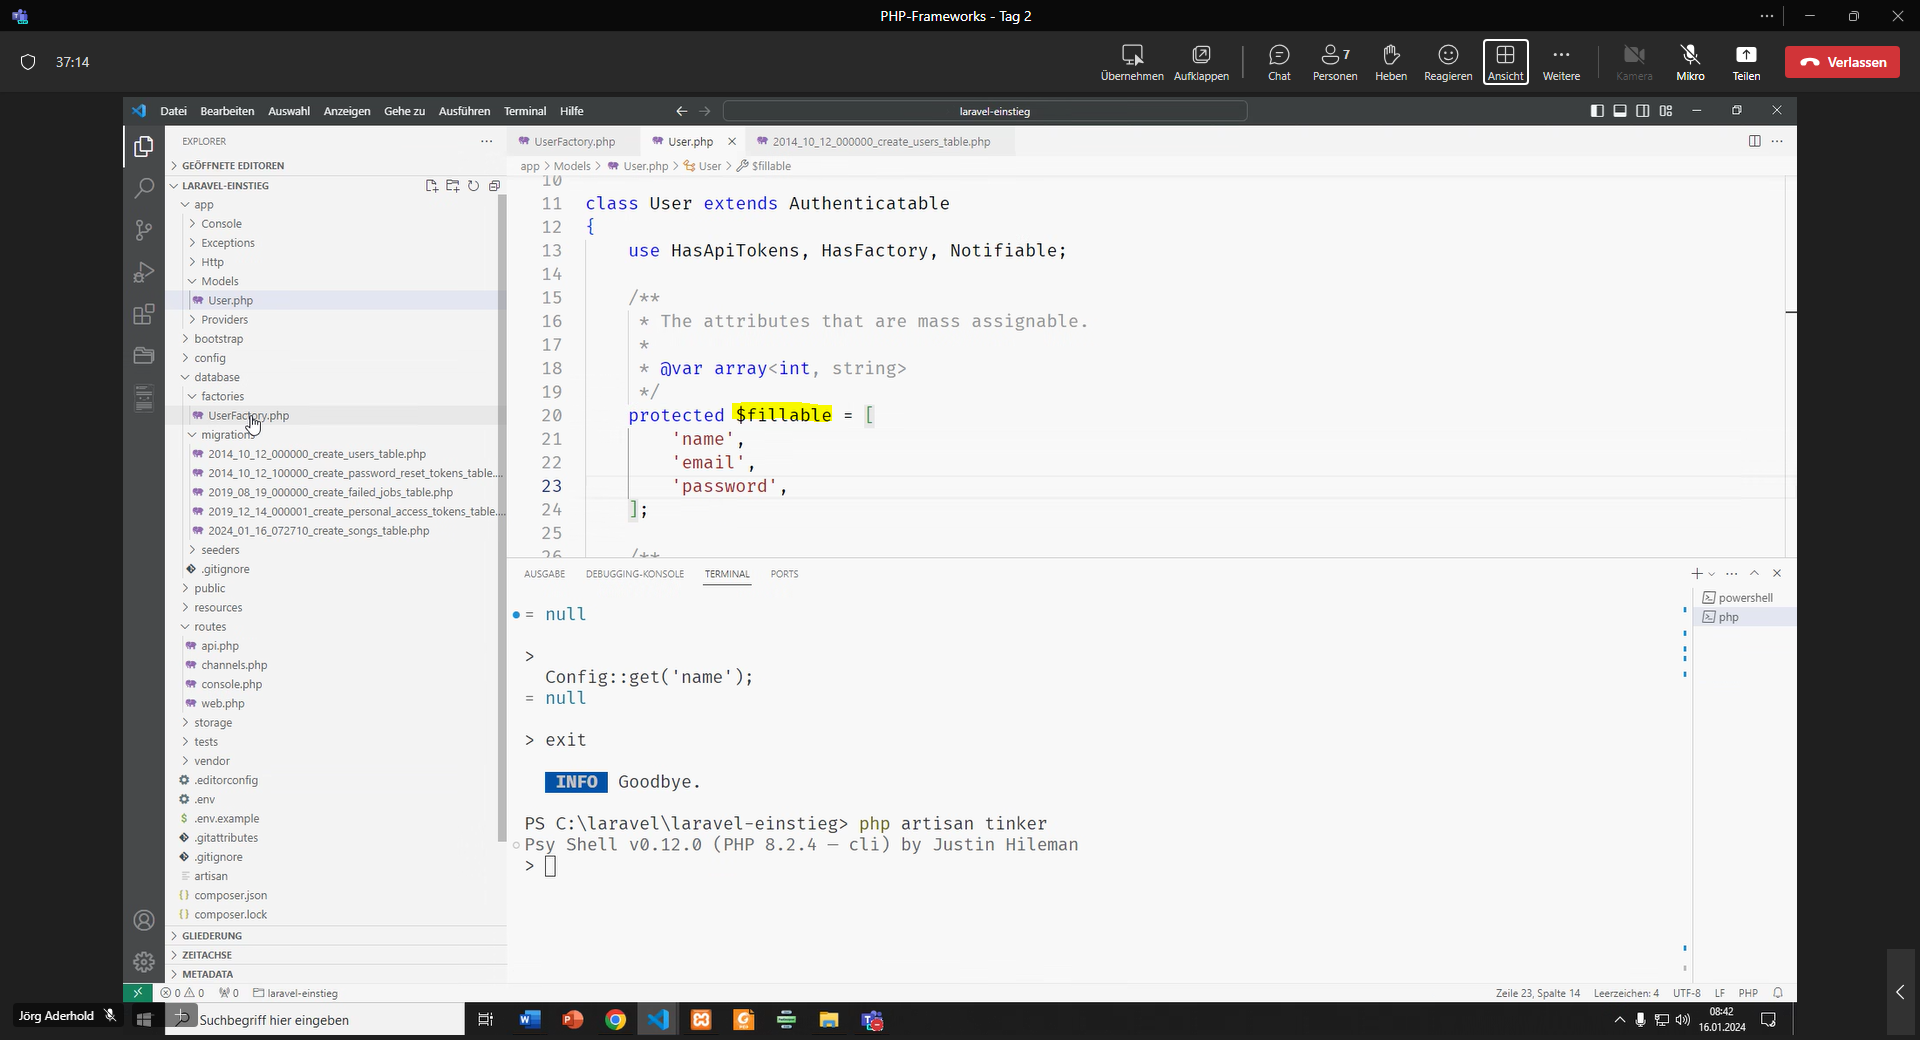 PHP-Frameworks - Tag 2
37:14
Übernehmen
Aufklappen
Chat
7
Personen
Heben
Reagieren
Ansicht
Weitere
Kamera
Mikro
Teilen
Verlassen
Datei Bearbeiten Auswahl Anzeigen Gehe zu Ausführen Terminal Hilfe
laravel-einstieg
EXPLORER
GEÖFFNETE EDITOREN
LARAVEL-EINSTIEG
app
Console
Exceptions
Http
Models
User.php
Providers
bootstrap
config
database
factories
UserFactory.php
migrations
2014_10_12_000000_create_users_table.php
2014_10_12_100000_create_password_reset_tokens_table....
2019_08_19_000000_create_failed_jobs_table.php
2019_12_14_000001_create_personal_access_tokens_table....
2024_01_16_072710_create_songs_table.php
seeders
.gitignore
public
resources
routes
api.php
channels.php
console.php
web.php
storage
tests
vendor
.editorconfig
.env
.env.example
.gitattributes
.gitignore
artisan
composer.json
composer.lock
GLIEDERUNG
ZEITACHSE
METADATA
UserFactory.php
User.php
2014_10_12_000000_create_users_table.php
app > Models > User.php > User > $fillable
10
11 class User extends Authenticatable
12 {
13 use HasApiTokens, HasFactory, Notifiable;
14
15 /**
16 * The attributes that are mass assignable.
17 *
18 * @var array<int, string>
19 */
20 protected $fillable = [
21 'name',
22 'email',
23 'password',
24 ];
25
26 /**
AUSGABE DEBUGGING-KONSOLE TERMINAL PORTS
= null
>
Config::get('name');
= null
> exit
INFO Goodbye.
PS C:\laravel\laravel-einstieg> php artisan tinker
Psy Shell v0.12.0 (PHP 8.2.4 — cli) by Justin Hileman
>
powershell
php
0 0 0 laravel-einstieg
Zeile 23, Spalte 14 Leerzeichen: 4 UTF-8 LF PHP
Jörg Aderhold
Suchbegriff hier eingeben
08:42
16.01.2024